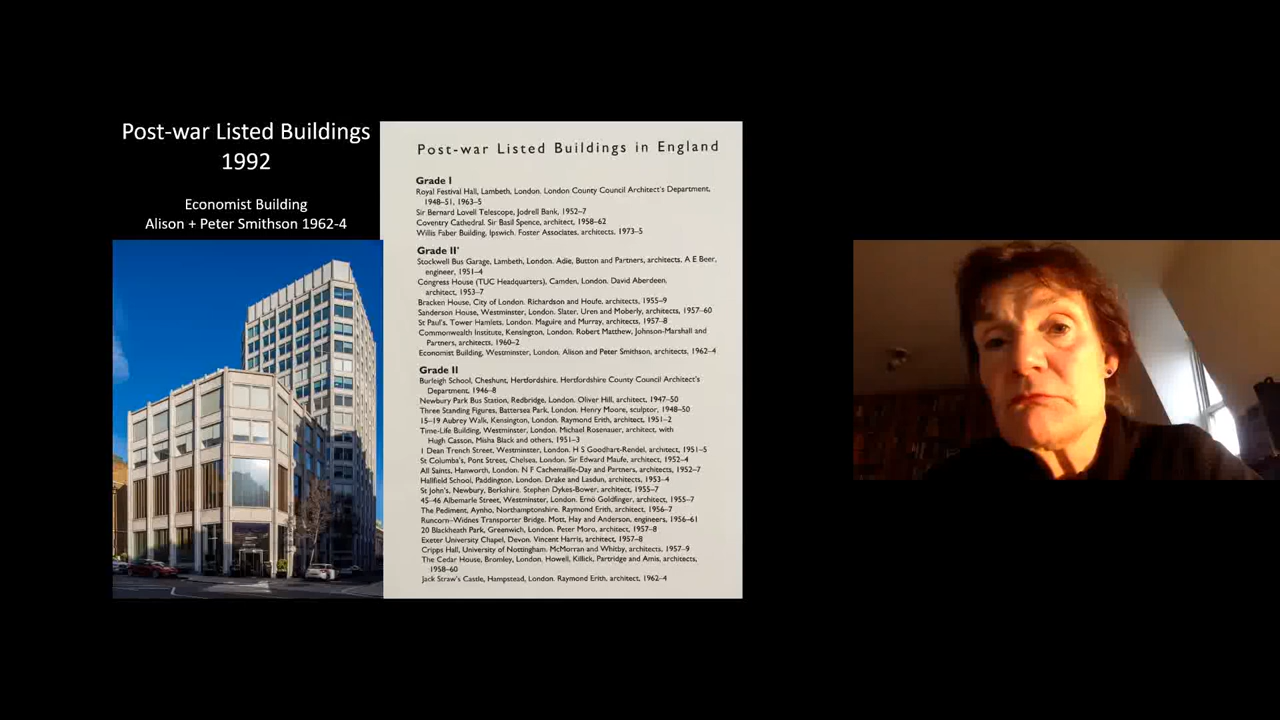 Post-war Listed Buildings
1992
Economist Building
Alison + Peter Smithson 1962-4
Post-war Listed Buildings in England
Grade I
Royal Festival Hall, Lambeth, London. London County Council Architect's Department,
1948–51, 1963–5
Sir Bernard Lovell Telescope, Jodrell Bank, 1952–7
Coventry Cathedral. Sir Basil Spence, architect, 1958–62
Willis Faber Building, Ipswich. Foster Associates, architects, 1973–5
Grade II*
Stockwell Bus Garage, Lambeth, London. Adie, Button and Partners, architects. A E Beer,
engineer, 1951–4
Congress House (TUC Headquarters), Camden, London. David Aberdeen,
architect, 1953–7
Bracken House, City of London. Richardson and Houfe, architects, 1955–9
Sanderson House, Westminster, London. Slater, Uren and Moberly, architects, 1957–60
St Paul's, Tower Hamlets, London. Maguire and Murray, architects, 1957–8
Commonwealth Institute, Kensington, London. Robert Matthew, Johnson-Marshall and
Partners, architects, 1960–2
Economist Building, Westminster, London. Alison and Peter Smithson, architects, 1962–4
Grade II
Burleigh School, Cheshunt, Hertfordshire. Hertfordshire County Council Architect's
Department, 1946–8
Newbury Park Bus Station, Redbridge, London. Oliver Hill, architect, 1947–50
Three Standing Figures, Battersea Park, London. Henry Moore, sculptor, 1948–50
15–19 Aubrey Walk, Kensington, London. Raymond Erith, architect, 1951–2
Time-Life Building, Westminster, London. Michael Rosenauer, architect, with
Hugh Casson, Misha Black and others, 1951–3
1 Dean Trench Street, Westminster, London. H S Goodhart-Rendel, architect, 1951–5
St Columba's, Pont Street, Chelsea, London. Sir Edward Maufe, architect, 1952–4
All Saints, Hanworth, London. N F Cachemaille-Day and Partners, architects, 1952–7
Hallfield School, Paddington, London. Drake and Lasdun, architects, 1953–4
St John's, Newbury, Berkshire. Stephen Dykes-Bower, architect, 1955–7
45–46 Albemarle Street, Westminster, London. Erno Goldfinger, architect, 1955–7
The Pediment, Aynho, Northamptonshire. Raymond Erith, architect, 1956–7
Runcorn–Widnes Transporter Bridge. Mott, Hay and Anderson, engineers, 1956–61
20 Blackheath Park, Greenwich, London. Peter Moro, architect, 1957–8
Exeter University Chapel, Devon. Vincent Harris, architect, 1957–8
Cripps Hall, University of Nottingham. McMorran and Whitby, architects, 1957–9
The Cedar House, Bromley, London. Howell, Killick, Partridge and Amis, architects,
1958–60
Jack Straw's Castle, Hampstead, London. Raymond Erith, architect, 1962–4